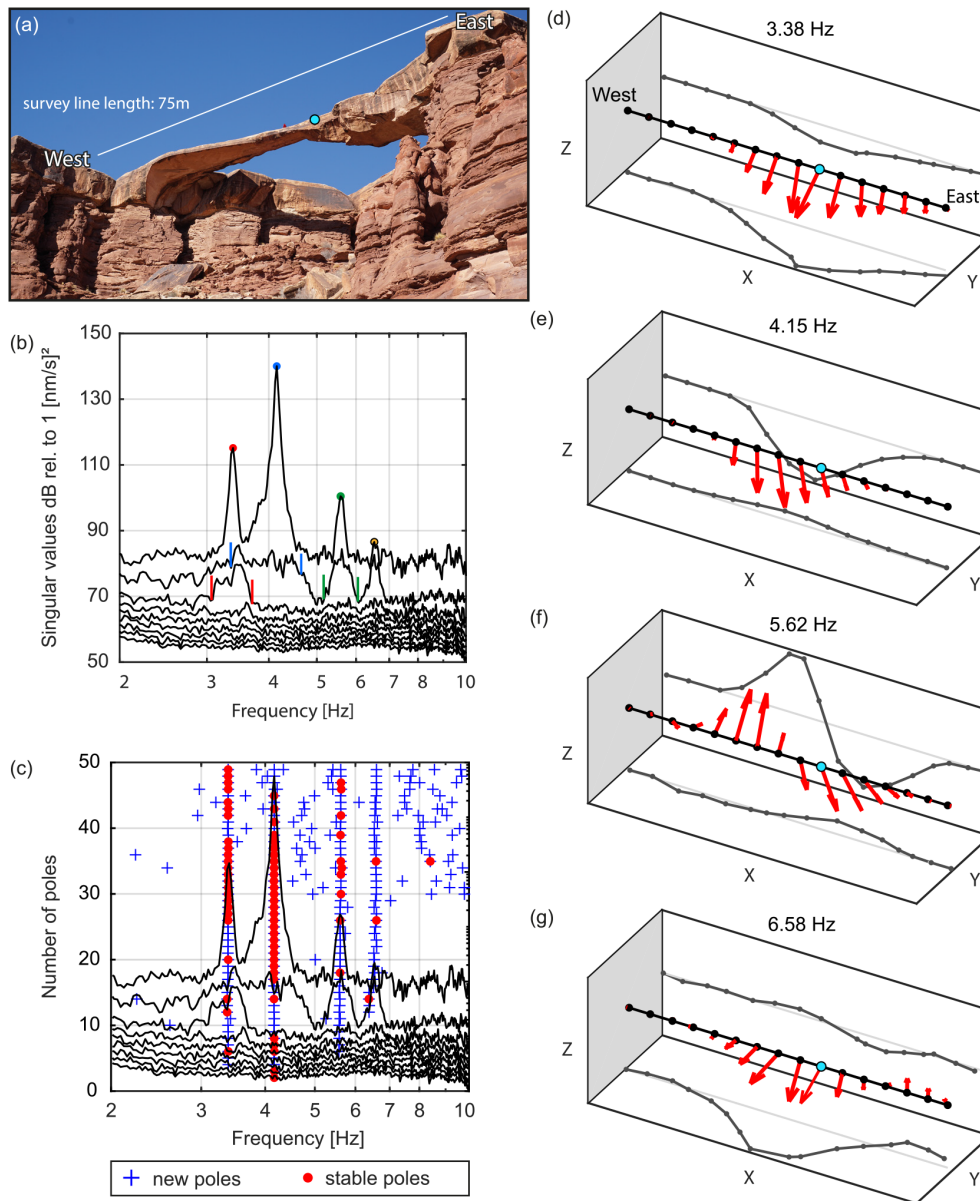 (a)
East
survey line length: 75m
West
(b)
150
130
110
90
70
50
Singular values dB rel. to 1 [nm/s]²
2 3 4 5 6 7 8 10
Frequency [Hz]
(c)
50
40
30
20
10
0
Number of poles
2 3 4 5 6 7 8 10
Frequency [Hz]
new poles
stable poles
(d)
3.38 Hz
West
East
Z
X
Y
(e)
4.15 Hz
Z
X
Y
(f)
5.62 Hz
Z
X
Y
(g)
6.58 Hz
Z
X
Y